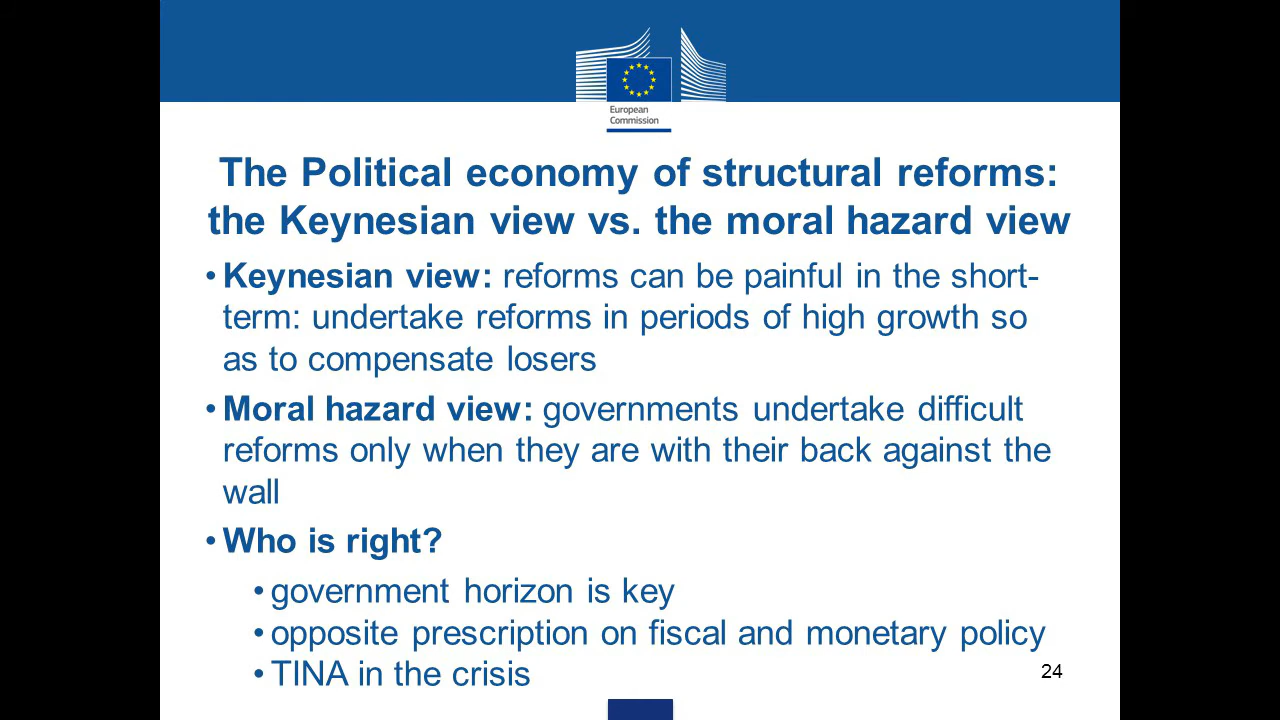 European
Commission
The Political economy of structural reforms:
the Keynesian view vs. the moral hazard view
• Keynesian view: reforms can be painful in the short-
term: undertake reforms in periods of high growth so
as to compensate losers
• Moral hazard view: governments undertake difficult
reforms only when they are with their back against the
wall
• Who is right?
• government horizon is key
• opposite prescription on fiscal and monetary policy
• TINA in the crisis
24